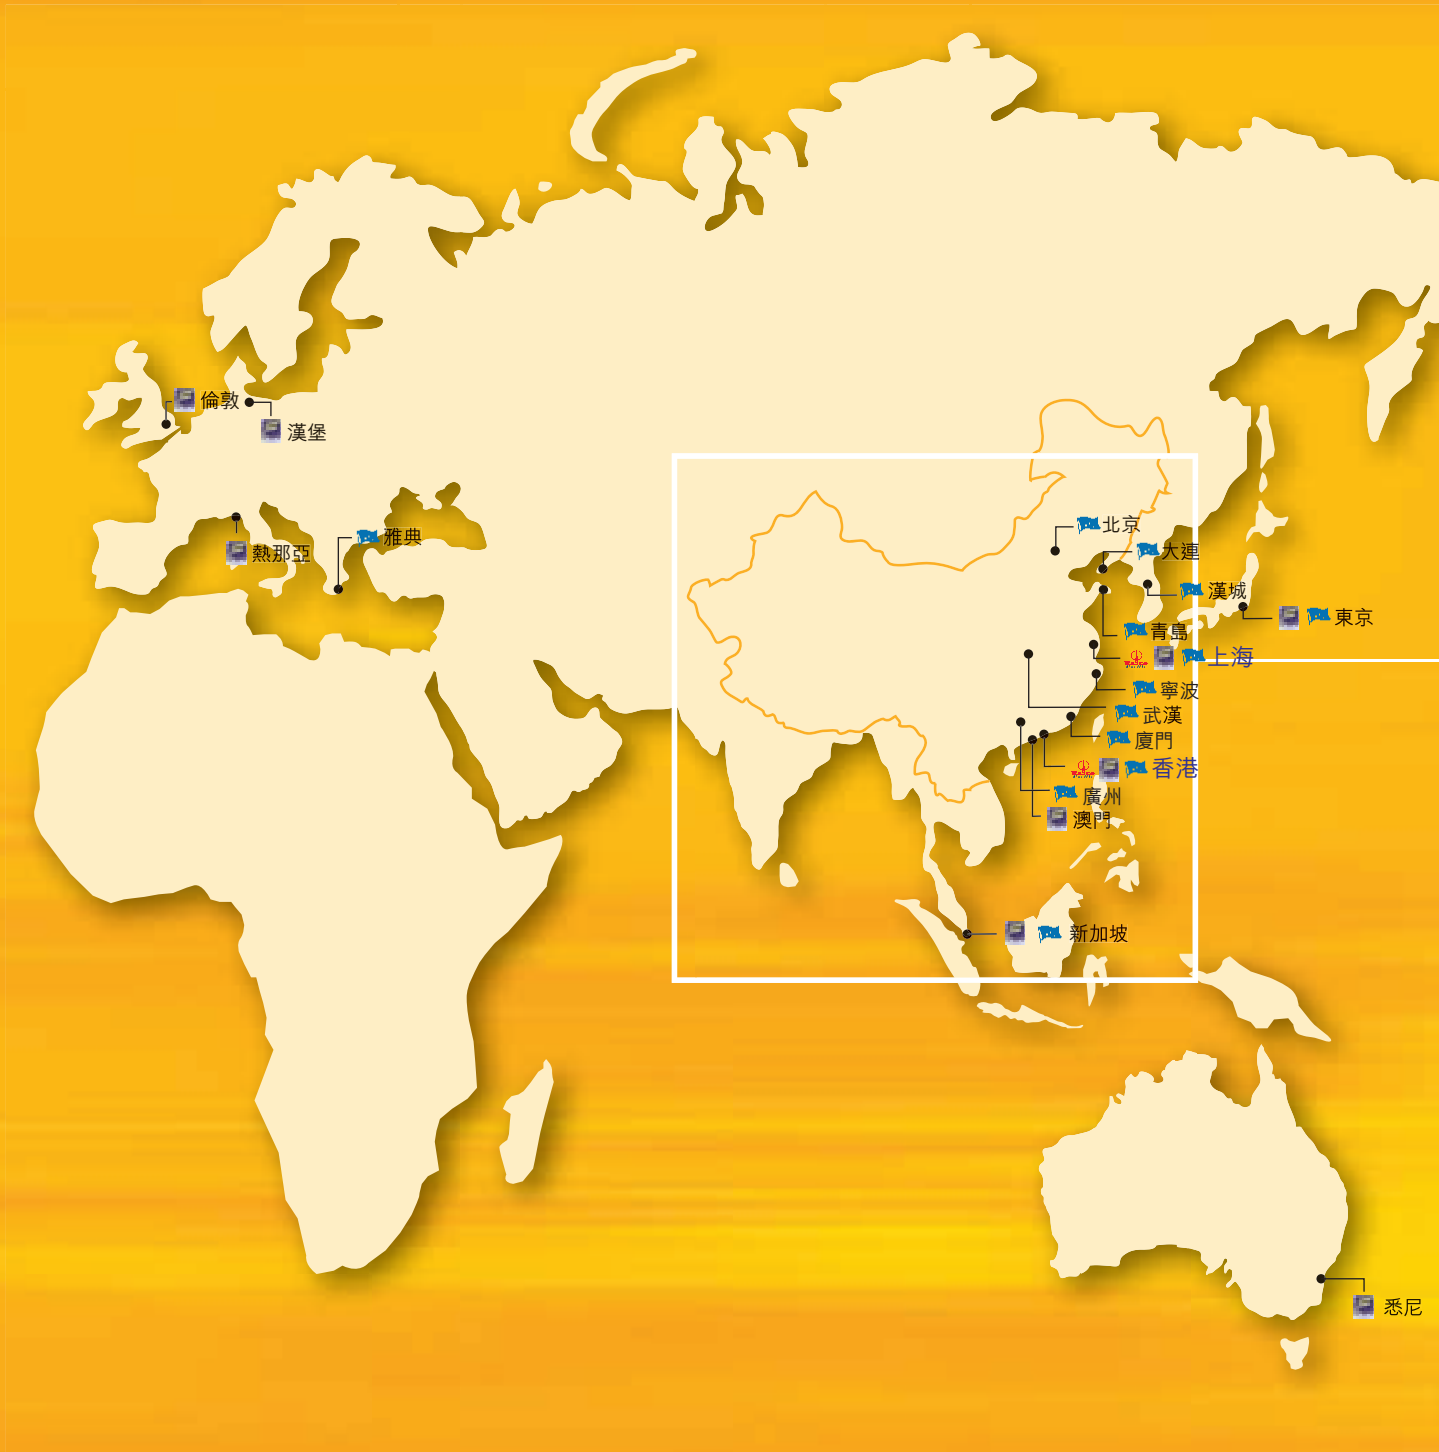 倫敦
漢堡
熱那亞
雅典
北京
大連
漢城
東京
青島
上海
寧波
武漢
廈門
香港
廣州
澳門
新加坡
悉尼